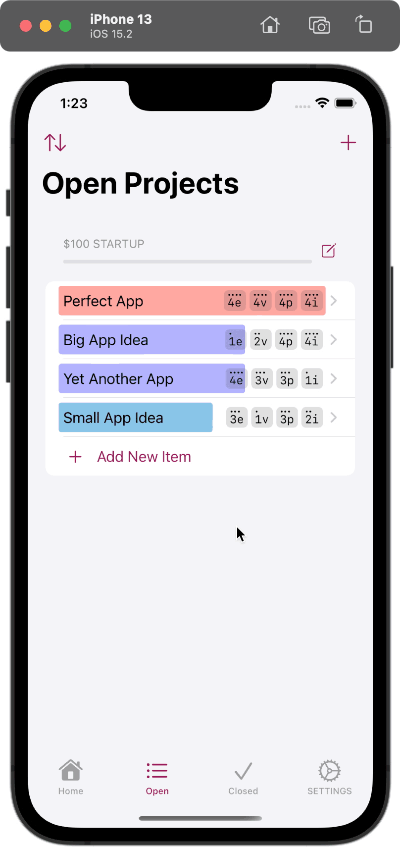 iPhone 13
iOS 15.2
1:23
Open Projects
$100 STARTUP
Perfect App 4e 4v 4p 4i
Big App Idea 1e 2v 4p 4i
Yet Another App 4e 3v 3p 1i
Small App Idea 3e 1v 3p 2i
+ Add New Item
Home Open Closed SETTINGS